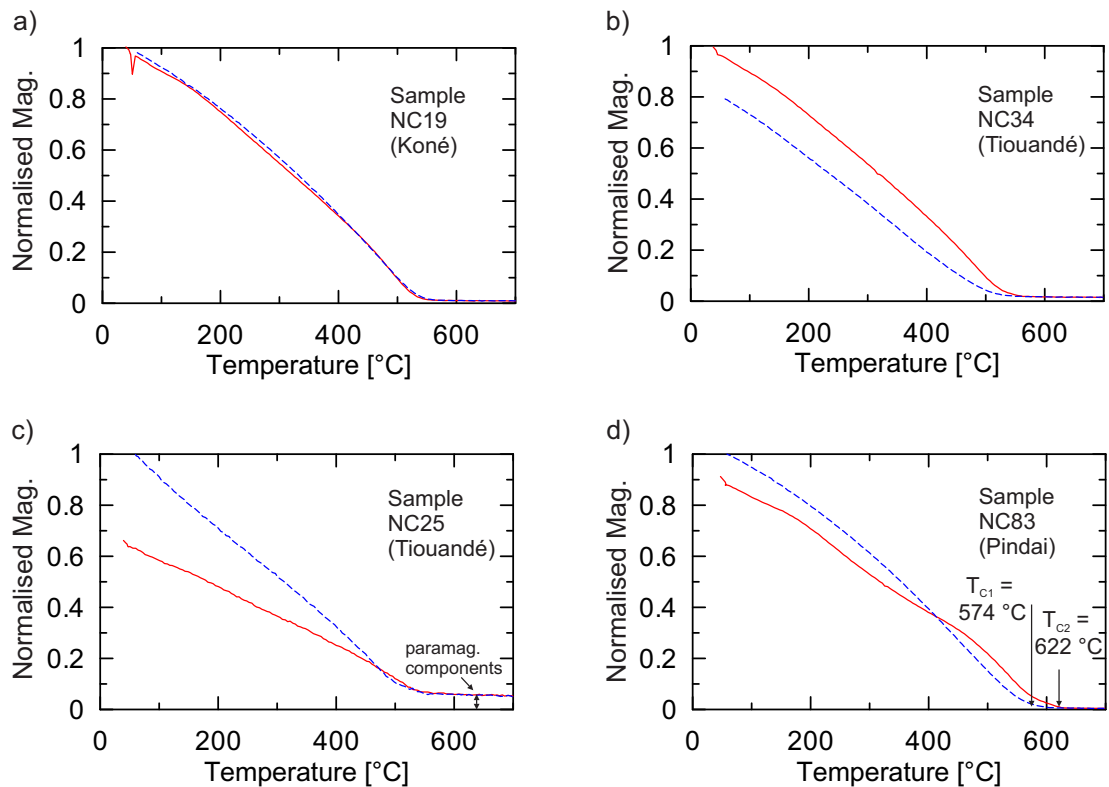 a)
Normalised Mag.
1
0.8
0.6
0.4
0.2
0
Sample
NC19
(Koné)
0 200 400 600
Temperature [°C]
b)
Normalised Mag.
1
0.8
0.6
0.4
0.2
0
Sample
NC34
(Tiouandé)
0 200 400 600
Temperature [°C]
c)
Normalised Mag.
1
0.8
0.6
0.4
0.2
0
Sample
NC25
(Tiouandé)
paramag.
components
0 200 400 600
Temperature [°C]
d)
Normalised Mag.
1
0.8
0.6
0.4
0.2
0
Sample
NC83
(Pindai)
TC1 =
574 °C
TC2 =
622 °C
0 200 400 600
Temperature [°C]